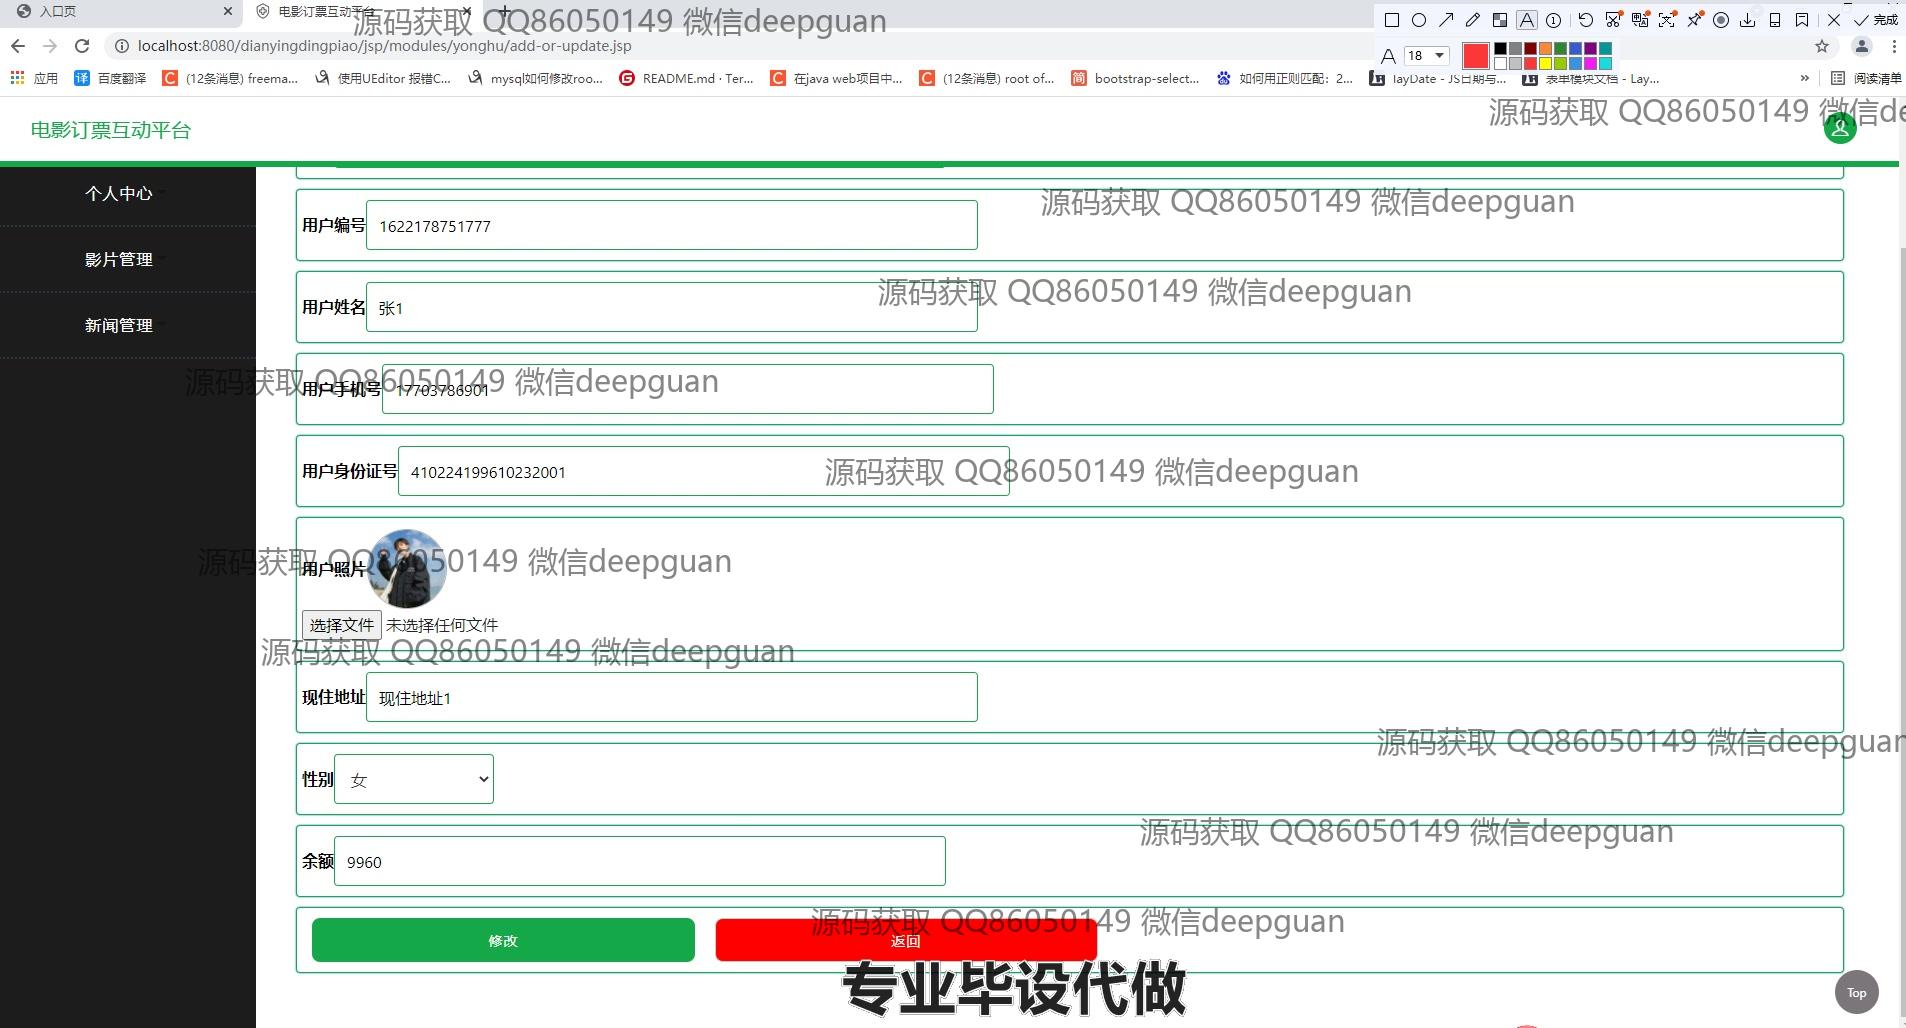 入口页
电影订票互动平台
源码获取 QQ86050149 微信deepguan
完成
localhost:8080/dianyingdingpiao/jsp/modules/yonghu/add-or-update.jsp
18
应用
百度翻译
(12条消息) freema...
使用UEditor 报错C...
mysql如何修改roo...
README.md · Ter...
在java web项目中...
(12条消息) root of...
bootstrap-select...
如何用正则匹配；2...
layDate - JS日期与...
表单模块文档 - Lay...
阅读清单
电影订票互动平台
源码获取 QQ86050149 微信de
个人中心
影片管理
新闻管理
源码获取 QQ86050149 微信deepguan
用户编号 1622178751777
源码获取 QQ86050149 微信deepguan
用户姓名 张1
源码获取 QQ86050149 微信deepguan
用户手机号 17703786901
用户身份证号 410224199610232001
源码获取 QQ86050149 微信deepguan
源码获取 QQ86050149 微信deepguan
用户照片
选择文件 未选择任何文件
源码获取 QQ86050149 微信deepguan
现住地址 现住地址1
源码获取 QQ86050149 微信deepguan
性别 女
源码获取 QQ86050149 微信deepguan
余额 9960
源码获取 QQ86050149 微信deepguan
修改
返回
专业毕设代做
Top